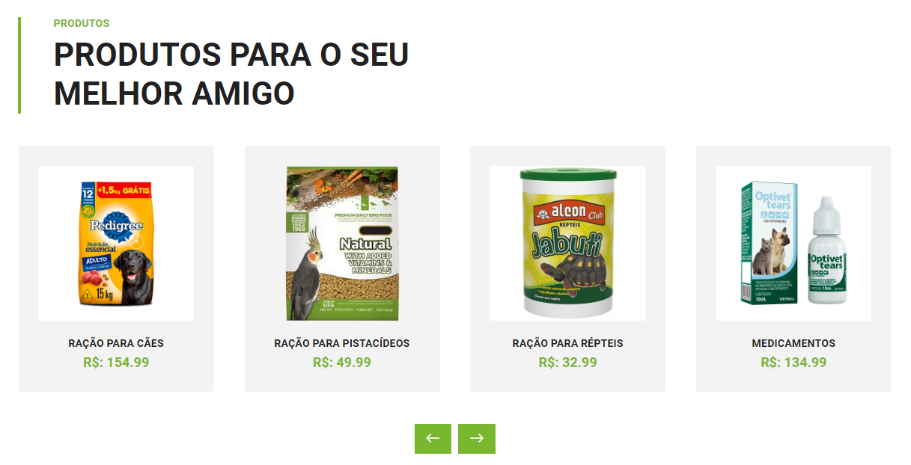 PRODUTOS
PRODUTOS PARA O SEU
MELHOR AMIGO
12
+1,5kg GRÁTIS
Pedigree
Nutrição
essencial
ADULTO
15 kg
PREMIUM DAILY BIRD FOOD
Natural
WITH ADDED
VITAMINS &
MINERALS
USA
alcon Club
RÉPTEIS
Jabuti
Optivet
tears
10mL
Optivet
tears
RAÇÃO PARA CÃES
RAÇÃO PARA PISTACÍDEOS
RAÇÃO PARA RÉPTEIS
MEDICAMENTOS
R$: 154.99
R$: 49.99
R$: 32.99
R$: 134.99